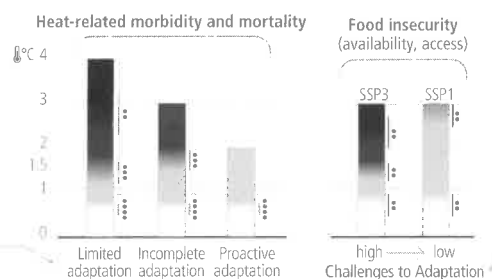 Heat-related morbidity and mortality
Food insecurity
(availability, access)
°C 4
3
2
1.5
1
0
SSP3 SSP1
Limited adaptation
Incomplete adaptation
Proactive adaptation
high low
Challenges to Adaptation